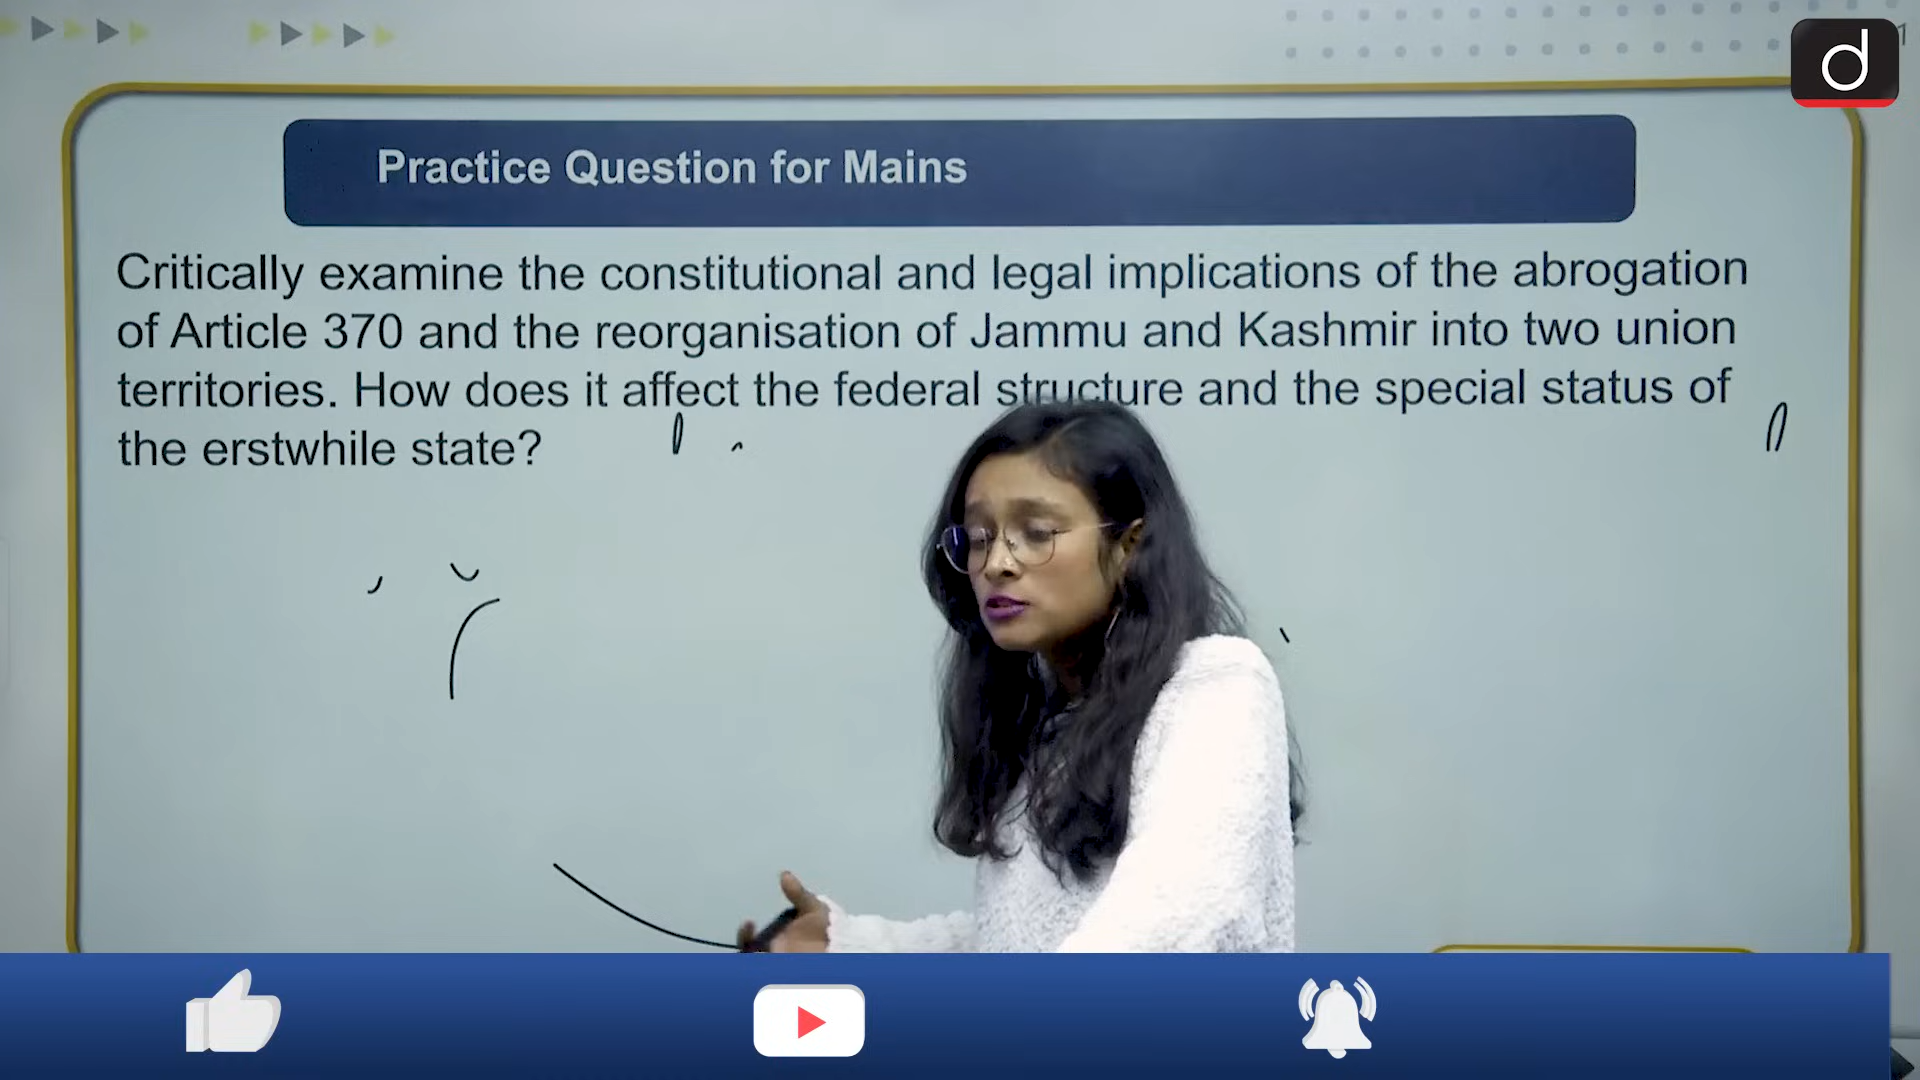 d
Practice Question for Mains
Critically examine the constitutional and legal implications of the abrogation
of Article 370 and the reorganisation of Jammu and Kashmir into two union
territories. How does it affect the federal structure and the special status of
the erstwhile state?